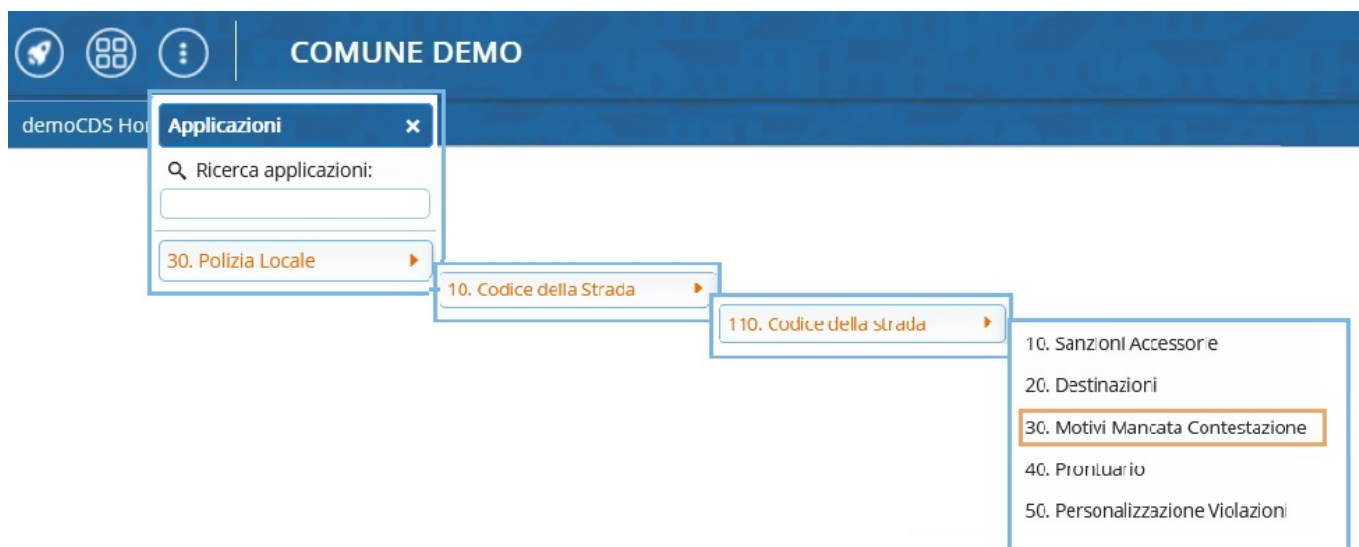 COMUNE DEMO
demoCDS Hor
Applicazioni ×
Ricerca applicazioni:
30. Polizia Locale
10. Codice della Strada
110. Codice della strada
10. Sanzioni Accessorie
20. Destinazioni
30. Motivi Mancata Contestazione
40. Prontuario
50. Personalizzazione Violazioni